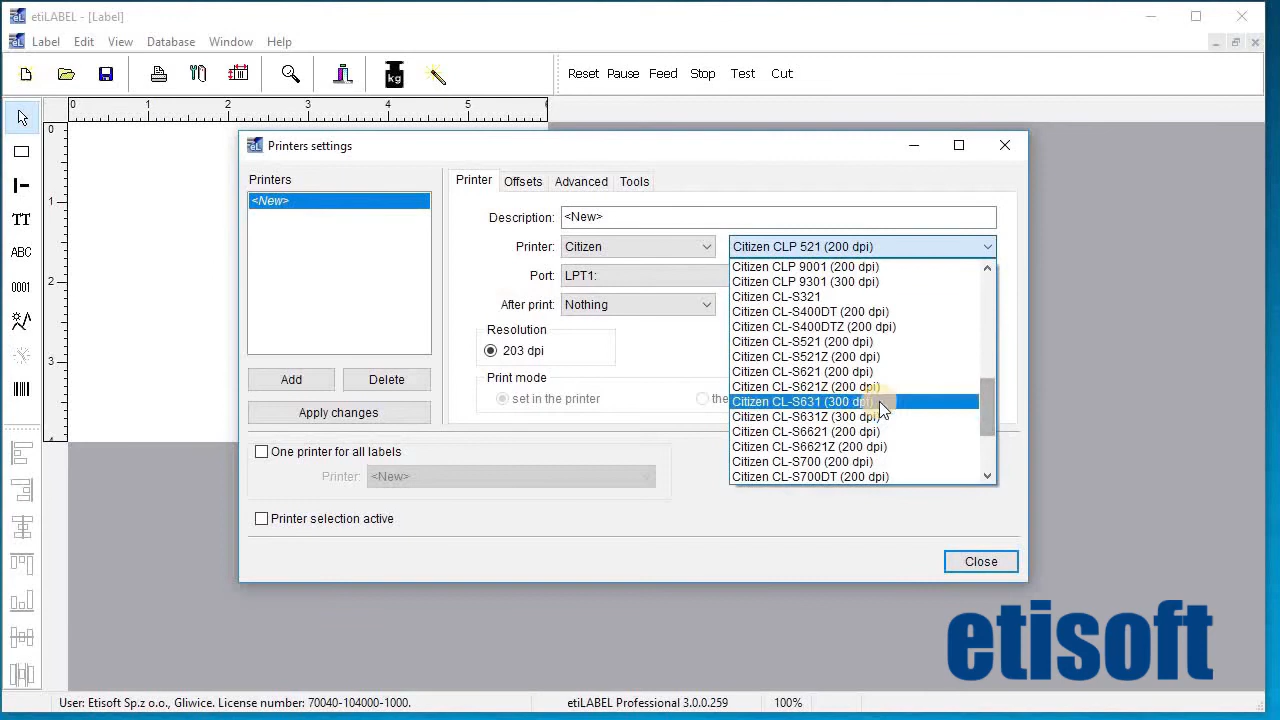 etiLABEL - [Label]
Label Edit View Database Window Help
kg
Reset Pause Feed Stop Test Cut
0 1 2 3 4 5 6
0
1
2
3
4
TT
ABC
0001
Printers settings
Printers
<New>
Add Delete
Apply changes
Printer Offsets Advanced Tools
Description: <New>
Printer: Citizen Citizen CLP 521 (200 dpi)
Port: LPT1:
After print: Nothing
Resolution
203 dpi
Print mode
set in the printer the
Citizen CLP 9001 (200 dpi)
Citizen CLP 9301 (300 dpi)
Citizen CL-S321
Citizen CL-S400DT (200 dpi)
Citizen CL-S400DTZ (200 dpi)
Citizen CL-S521 (200 dpi)
Citizen CL-S521Z (200 dpi)
Citizen CL-S621 (200 dpi)
Citizen CL-S621Z (200 dpi)
Citizen CL-S631 (300 dpi)
Citizen CL-S631Z (300 dpi)
Citizen CL-S6621 (200 dpi)
Citizen CL-S6621Z (200 dpi)
Citizen CL-S700 (200 dpi)
Citizen CL-S700DT (200 dpi)
One printer for all labels
Printer: <New>
Printer selection active
Close
etisoft
User: Etisoft Sp.z o.o., Gliwice. License number: 70040-104000-1000. etiLABEL Professional 3.0.0.259 100%